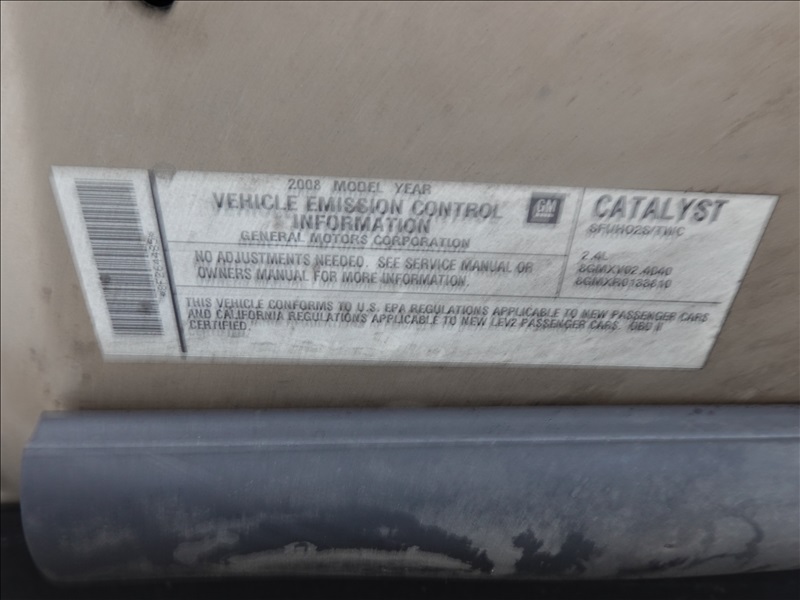 2008 MODEL YEAR
VEHICLE EMISSION CONTROL
INFORMATION
GENERAL MOTORS CORPORATION
GM
NO ADJUSTMENTS NEEDED. SEE SERVICE MANUAL OR
OWNERS MANUAL FOR MORE INFORMATION.
CATALYST
2.4L
THIS VEHICLE CONFORMS TO U.S. EPA REGULATIONS APPLICABLE TO NEW PASSENGER CARS
AND CALIFORNIA REGULATIONS APPLICABLE TO NEW LEV2 PASSENGER CARS. OBD II
CERTIFIED.